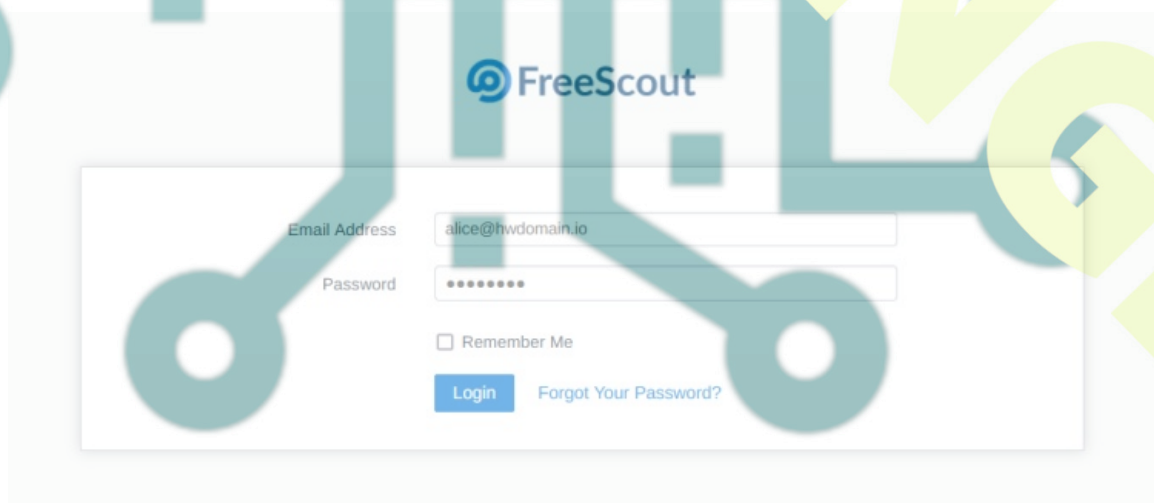 FreeScout
Email Address alice@hwdomain.io
Password ••••••••
Remember Me
Login Forgot Your Password?